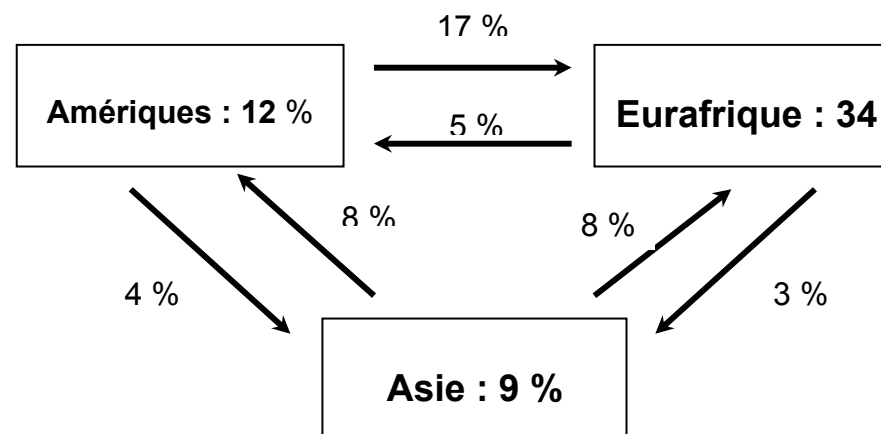 17 %
Amériques : 12 %
Eurafrique : 34
5 %
8 %
8 %
4 %
3 %
Asie : 9 %